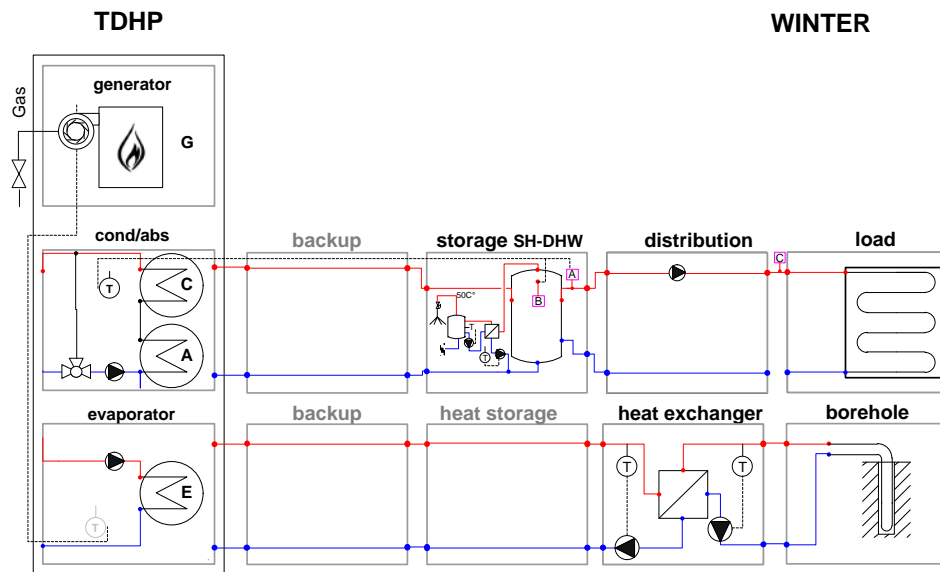 TDHP
WINTER
Gas
generator
G
cond/abs
backup
storage SH-DHW
distribution
load
T
C
A
50C°
T
T
B
A
C
evaporator
backup
heat storage
heat exchanger
borehole
E
T
T
T